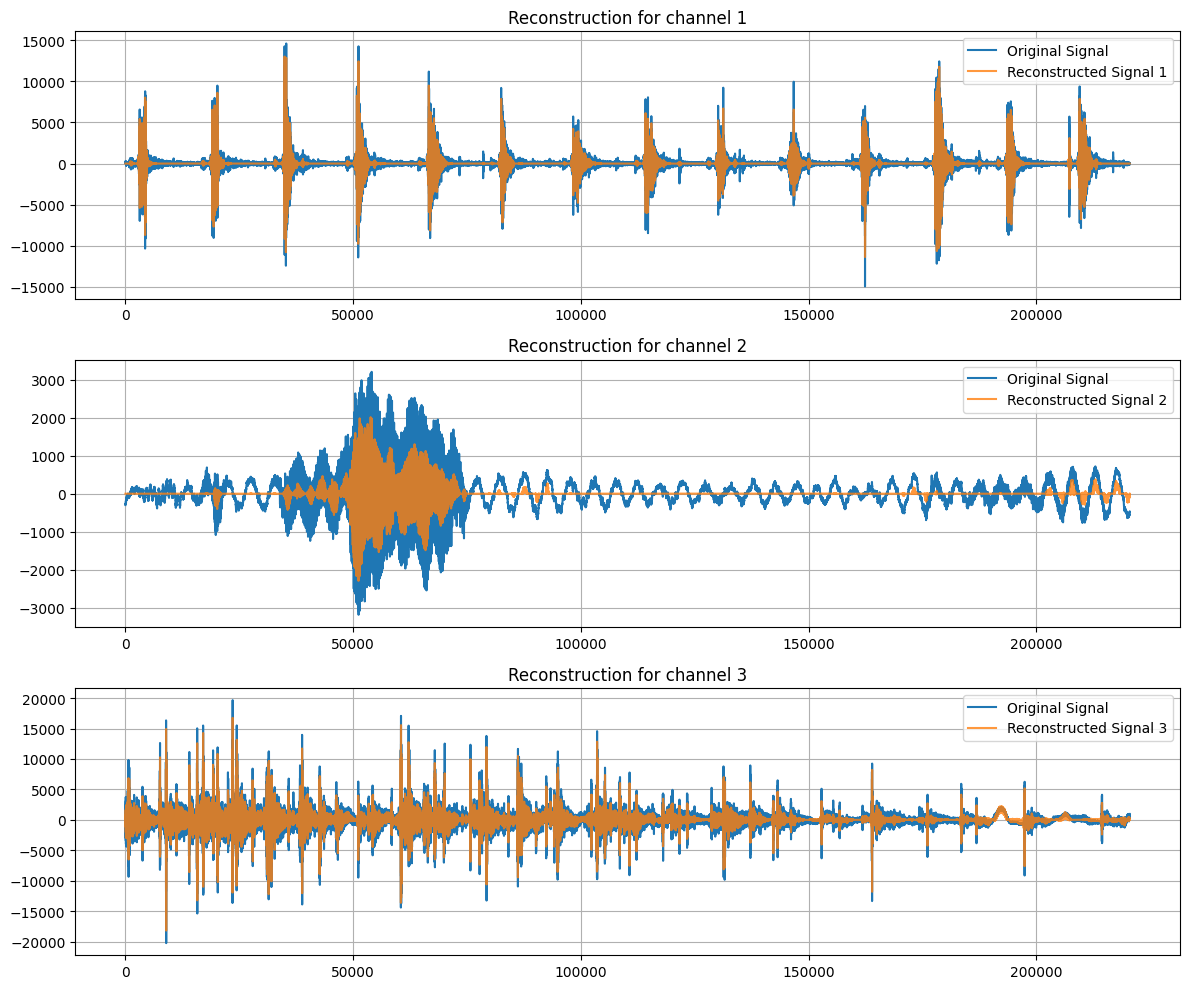 Reconstruction for channel 1
15000
10000
5000
0
−5000
−10000
−15000
Original Signal
Reconstructed Signal 1
0 50000 100000 150000 200000
Reconstruction for channel 2
3000
2000
1000
0
−1000
−2000
−3000
Original Signal
Reconstructed Signal 2
0 50000 100000 150000 200000
Reconstruction for channel 3
20000
15000
10000
5000
0
−5000
−10000
−15000
−20000
Original Signal
Reconstructed Signal 3
0 50000 100000 150000 200000